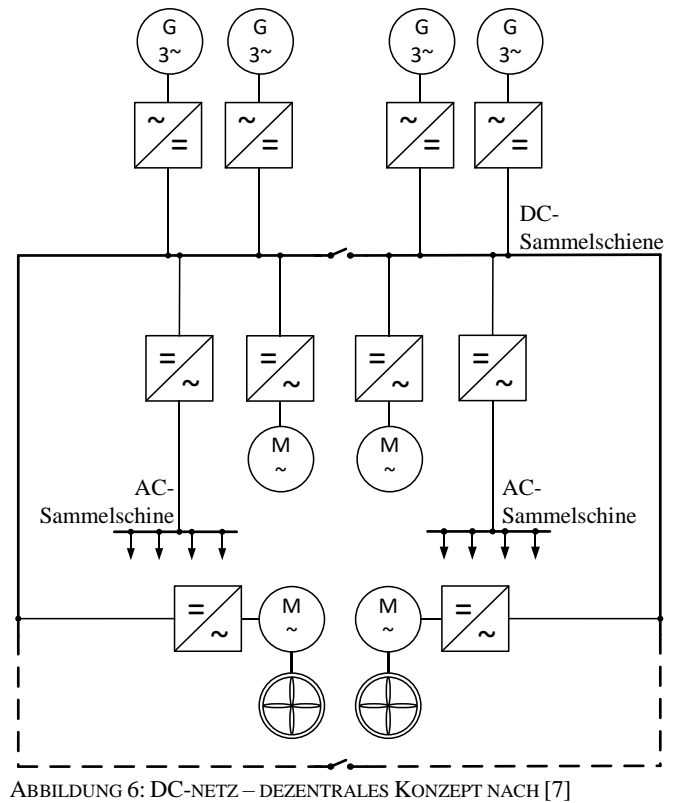 G
3~
G
3~
G
3~
G
3~
~
=
~
=
~
=
~
=
DC-
Sammelschiene
=
~
=
~
=
~
=
~
M
~
M
~
AC-
Sammelschine
AC-
Sammelschine
=
~
M
~
M
~
=
~
ABBILDUNG 6: DC-NETZ – DEZENTRALES KONZEPT NACH [7]